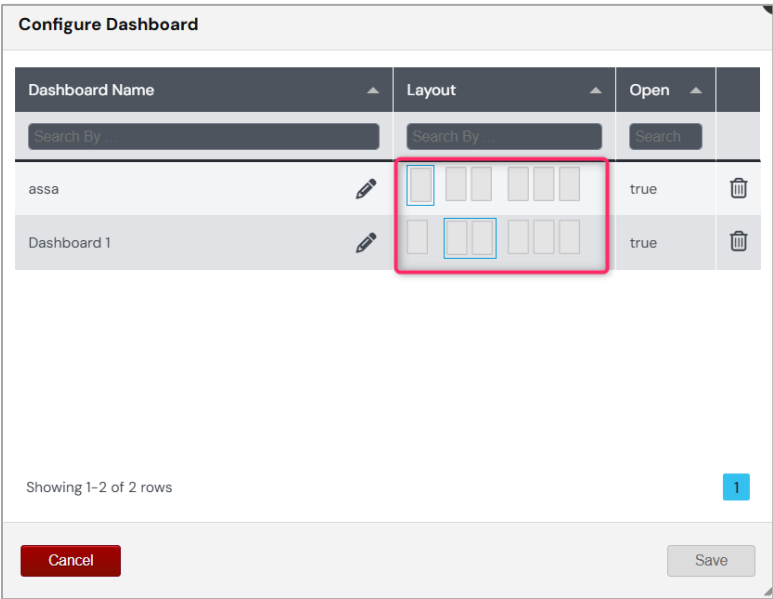 Configure Dashboard
Dashboard Name Layout Open
Search By ... Search By ... Search
assa true
Dashboard 1 true
Showing 1-2 of 2 rows 1
Cancel Save